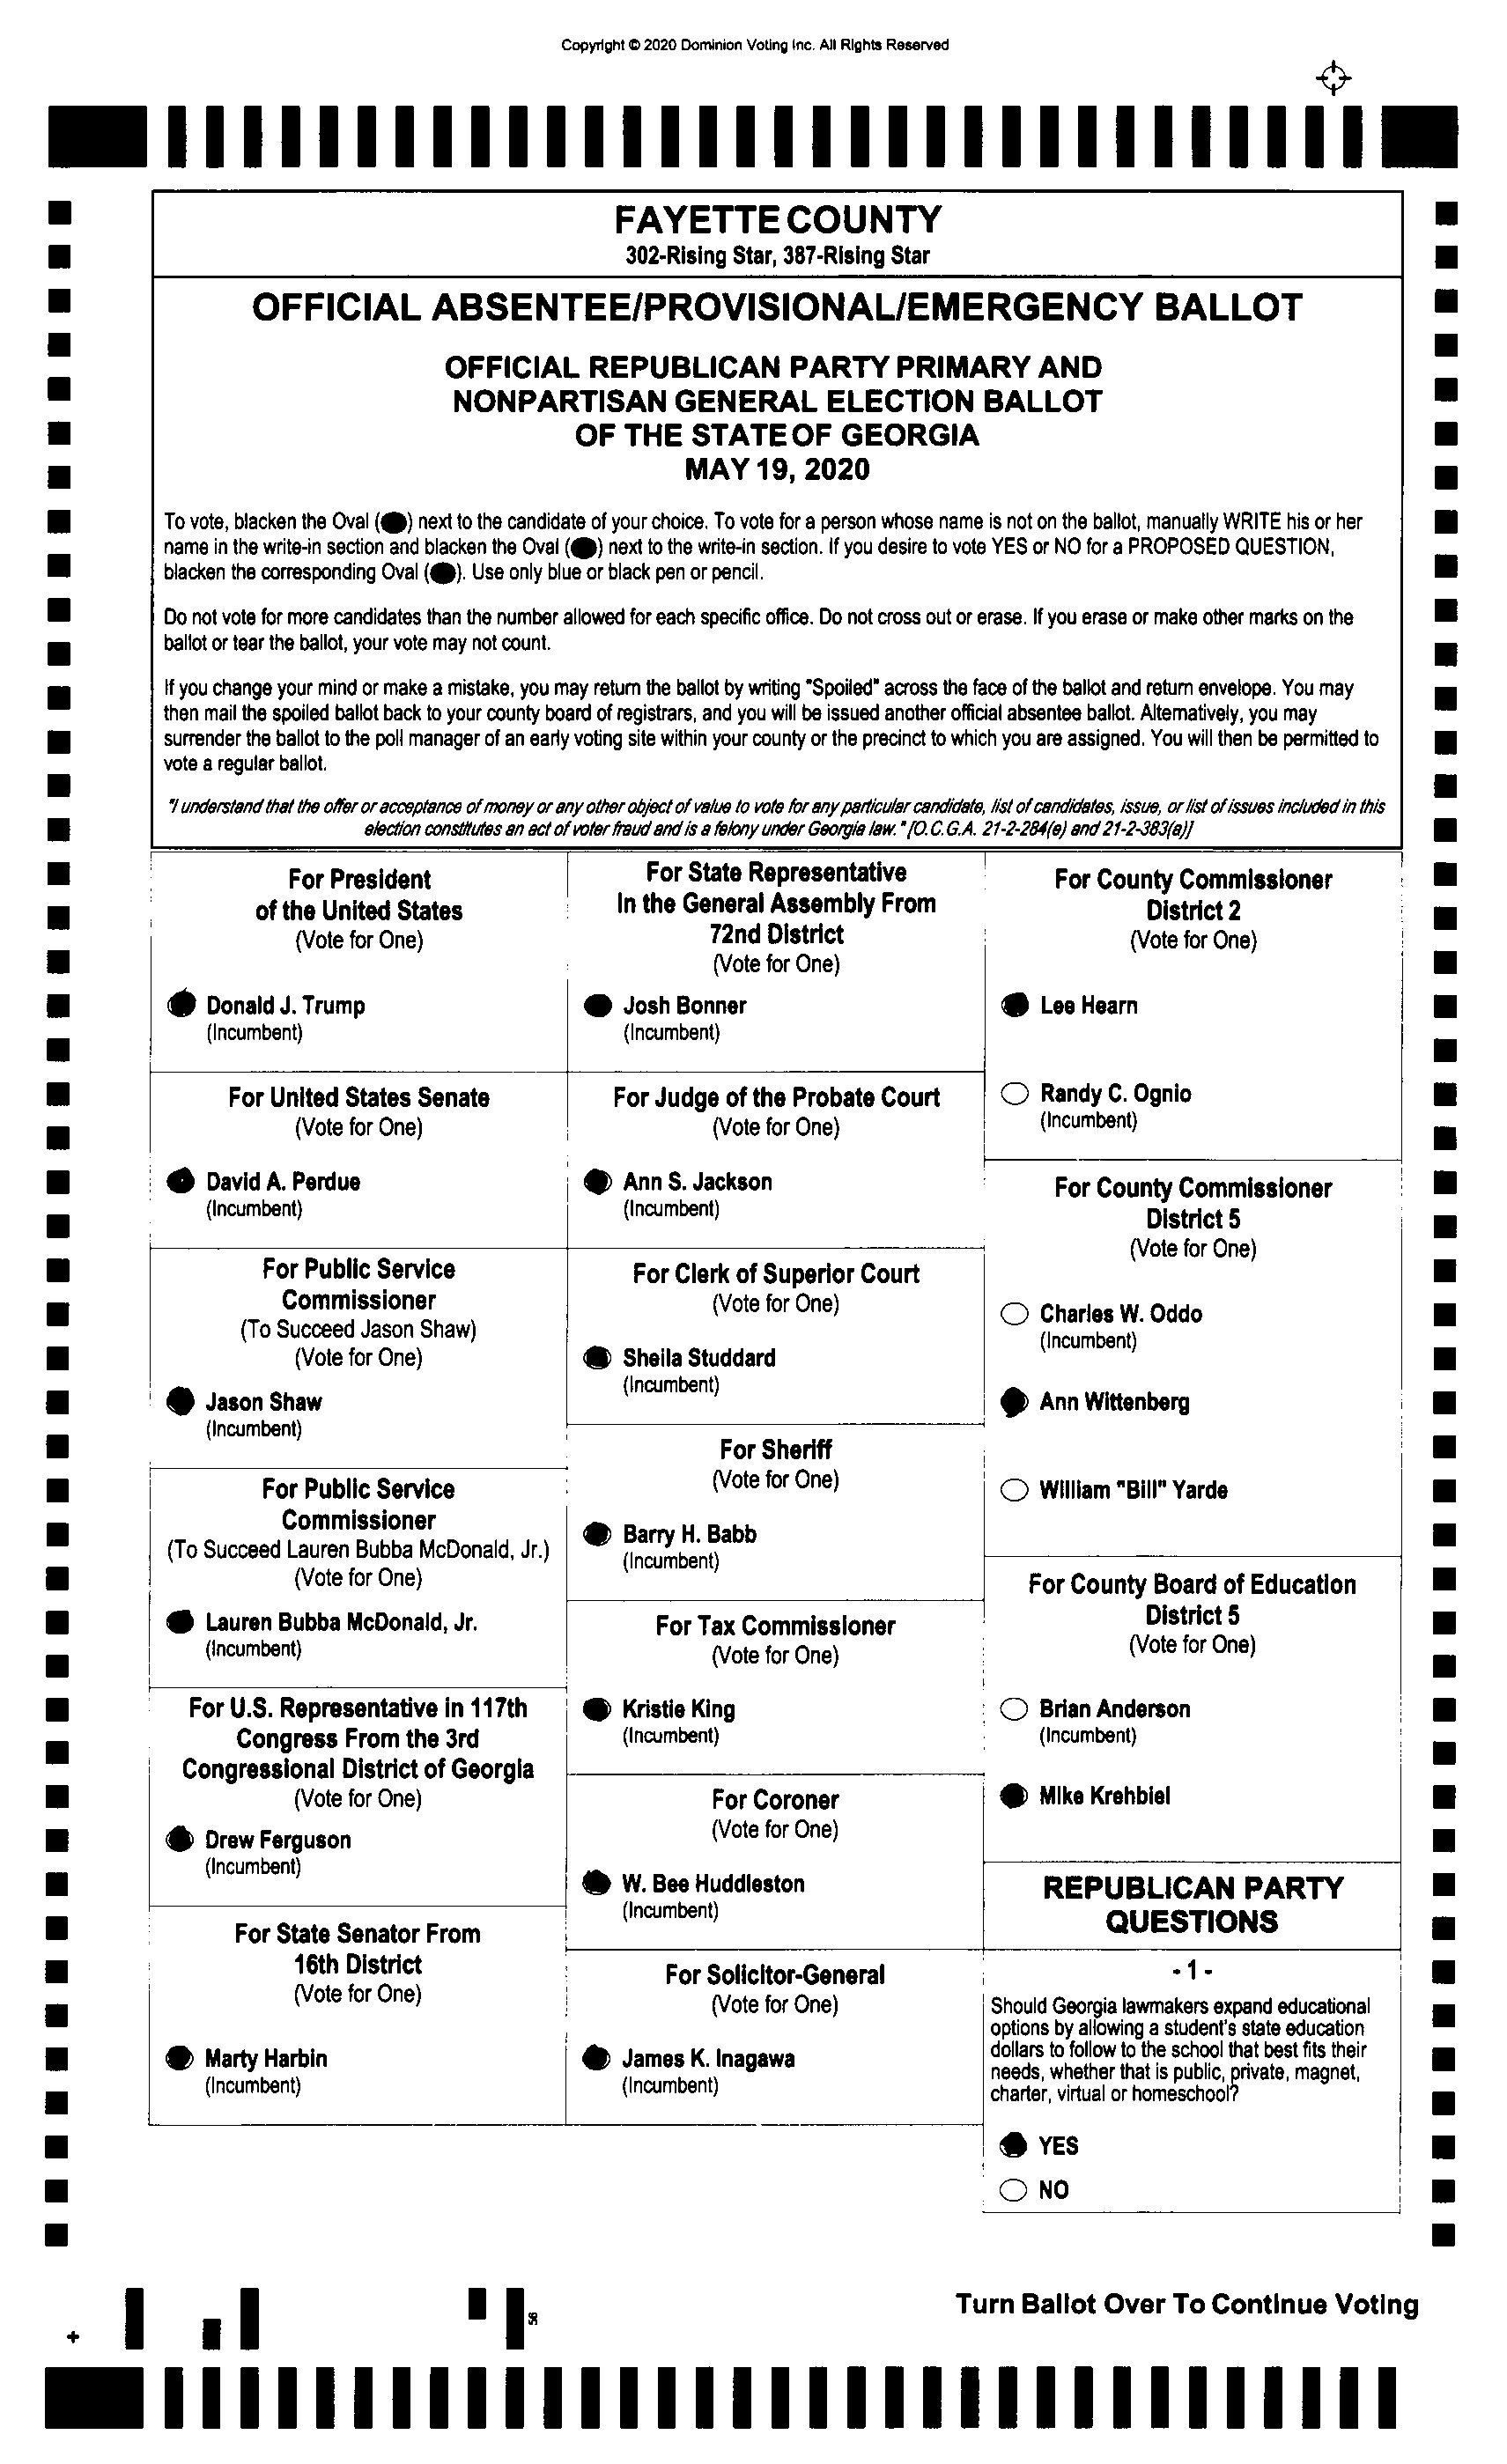 Copyright © 2020 Dominion Voting Inc. All Rights Reserved
FAYETTE COUNTY
302-Rising Star, 387-Rising Star
OFFICIAL ABSENTEE/PROVISIONAL/EMERGENCY BALLOT
OFFICIAL REPUBLICAN PARTY PRIMARY AND
NONPARTISAN GENERAL ELECTION BALLOT
OF THE STATE OF GEORGIA
MAY 19, 2020
To vote, blacken the Oval ( ) next to the candidate of your choice. To vote for a person whose name is not on the ballot, manually WRITE his or her
name in the write-in section and blacken the Oval ( ) next to the write-in section. If you desire to vote YES or NO for a PROPOSED QUESTION,
blacken the corresponding Oval ( ). Use only blue or black pen or pencil.
Do not vote for more candidates than the number allowed for each specific office. Do not cross out or erase. If you erase or make other marks on the
ballot or tear the ballot, your vote may not count.
If you change your mind or make a mistake, you may return the ballot by writing "Spoiled" across the face of the ballot and return envelope. You may
then mail the spoiled ballot back to your county board of registrars, and you will be issued another official absentee ballot. Alternatively, you may
surrender the ballot to the poll manager of an early voting site within your county or the precinct to which you are assigned. You will then be permitted to
vote a regular ballot.
"I understand that the offer or acceptance of money or any other object of value to vote for any particular candidate, list of candidates, issue, or list of issues included in this
election constitutes an act of voter fraud and is a felony under Georgia law." [O.C.G.A. 21-2-284(e) and 21-2-383(a)]
For President
of the United States
(Vote for One)
Donald J. Trump
(Incumbent)
For United States Senate
(Vote for One)
David A. Perdue
(Incumbent)
For Public Service
Commissioner
(To Succeed Jason Shaw)
(Vote for One)
Jason Shaw
(Incumbent)
For Public Service
Commissioner
(To Succeed Lauren Bubba McDonald, Jr.)
(Vote for One)
Lauren Bubba McDonald, Jr.
(Incumbent)
For U.S. Representative in 117th
Congress From the 3rd
Congressional District of Georgia
(Vote for One)
Drew Ferguson
(Incumbent)
For State Senator From
16th District
(Vote for One)
Marty Harbin
(Incumbent)
For State Representative
In the General Assembly From
72nd District
(Vote for One)
Josh Bonner
(Incumbent)
For Judge of the Probate Court
(Vote for One)
Ann S. Jackson
(Incumbent)
For Clerk of Superior Court
(Vote for One)
Sheila Studdard
(Incumbent)
For Sheriff
(Vote for One)
Barry H. Babb
(Incumbent)
For Tax Commissioner
(Vote for One)
Kristie King
(Incumbent)
For Coroner
(Vote for One)
W. Bee Huddleston
(Incumbent)
For Solicitor-General
(Vote for One)
James K. Inagawa
(Incumbent)
For County Commissioner
District 2
(Vote for One)
Lee Hearn
Randy C. Ognio
(Incumbent)
For County Commissioner
District 5
(Vote for One)
Charles W. Oddo
(Incumbent)
Ann Wittenberg
William "Bill" Yarde
For County Board of Education
District 5
(Vote for One)
Brian Anderson
(Incumbent)
Mike Krehbiel
REPUBLICAN PARTY
QUESTIONS
- 1 -
Should Georgia lawmakers expand educational
options by allowing a student's state education
dollars to follow to the school that best fits their
needs, whether that is public, private, magnet,
charter, virtual or homeschool?
YES
NO
Turn Ballot Over To Continue Voting